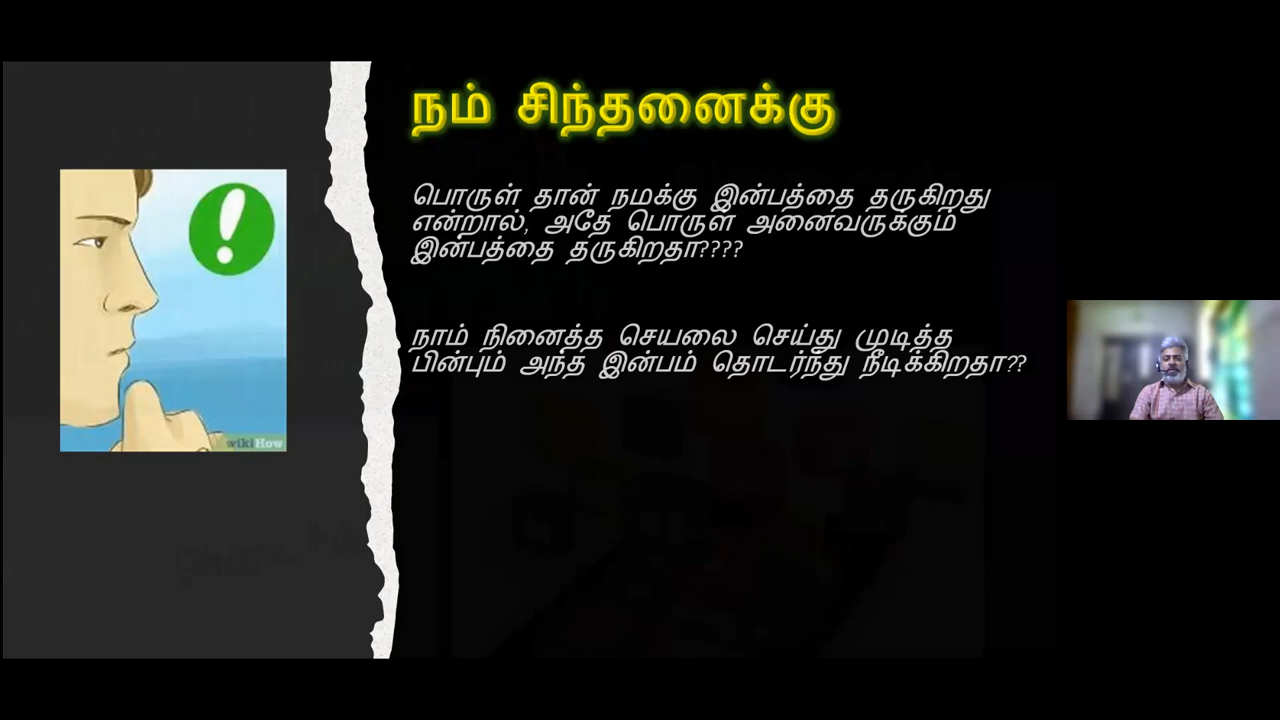 நம் சிந்தனைக்கு
பொருள் தான் நமக்கு இன்பத்தை தருகிறது
என்றால், அதே பொருள் அனைவருக்கும்
இன்பத்தை தருகிறதா????
நாம் நினைத்த செயலை செய்து முடித்த
பின்பும் அந்த இன்பம் தொடர்ந்து நீடிக்கிறதா??
wikiHow